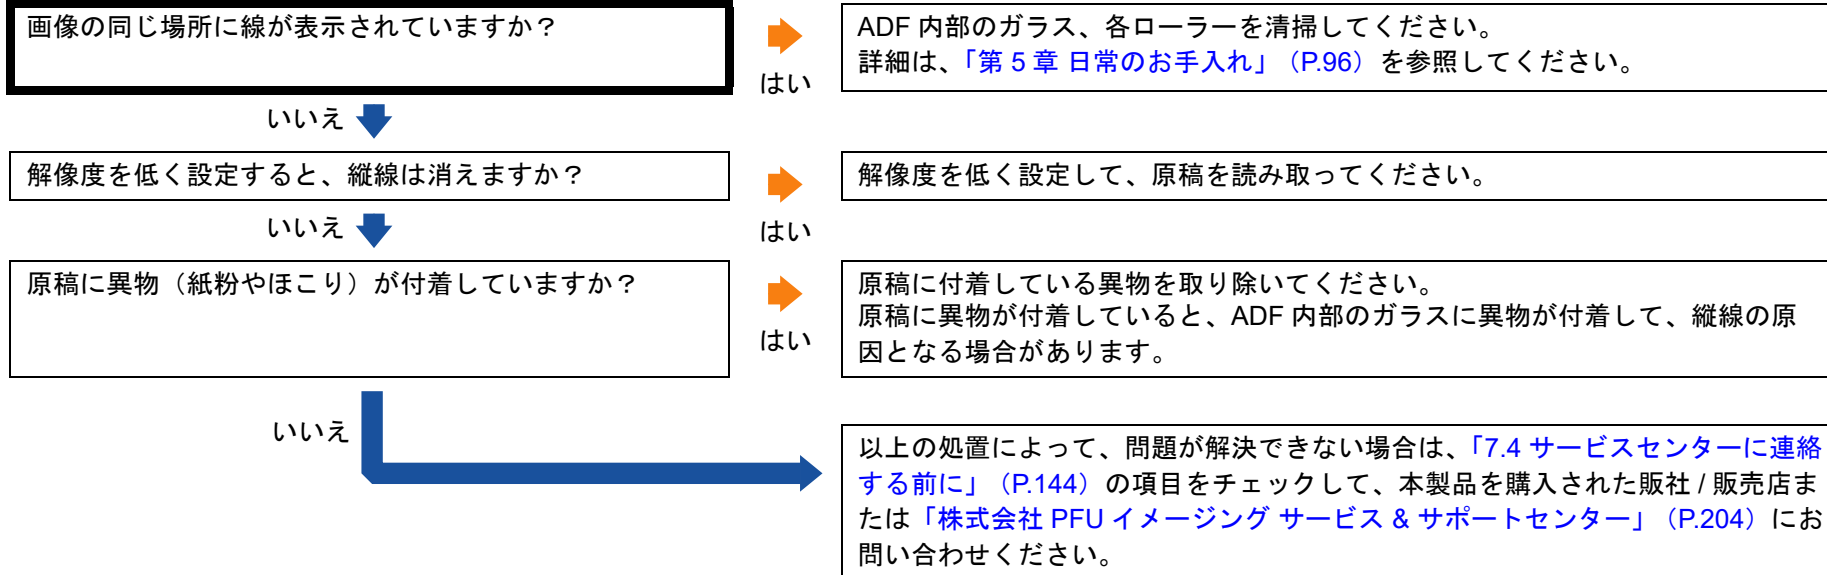 画像の同じ場所に線が表示されていますか？
はい
ADF 内部のガラス、各ローラーを清掃してください。
詳細は、「第 5 章 日常のお手入れ」（P.96）を参照してください。
いいえ
解像度を低く設定すると、縦線は消えますか？
はい
解像度を低く設定して、原稿を読み取ってください。
いいえ
原稿に異物（紙粉やほこり）が付着していますか？
はい
原稿に付着している異物を取り除いてください。
原稿に異物が付着していると、ADF 内部のガラスに異物が付着して、縦線の原
因となる場合があります。
いいえ
以上の処置によって、問題が解決できない場合は、「7.4 サービスセンターに連絡
する前に」（P.144）の項目をチェックして、本製品を購入された販社 / 販売店ま
たは「株式会社 PFU イメージング サービス & サポートセンター」（P.204）にお
問い合わせください。